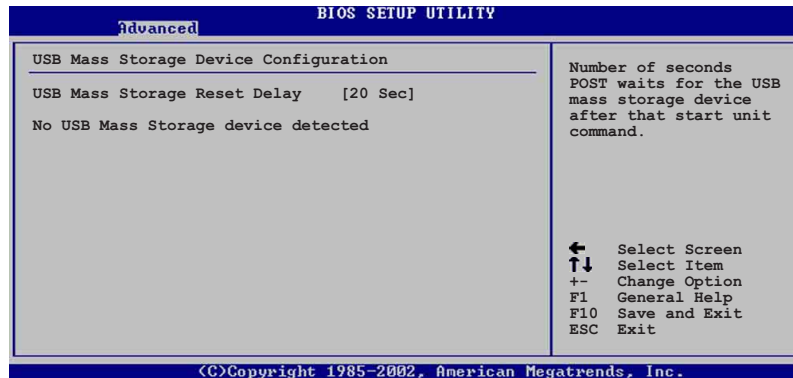 BIOS SETUP UTILITY
Advanced
USB Mass Storage Device Configuration
USB Mass Storage Reset Delay [20 Sec]
No USB Mass Storage device detected
Number of seconds
POST waits for the USB
mass storage device
after that start unit
command.
← Select Screen
↑↓ Select Item
+- Change Option
F1 General Help
F10 Save and Exit
ESC Exit
(C)Copyright 1985-2002, American Megatrends, Inc.